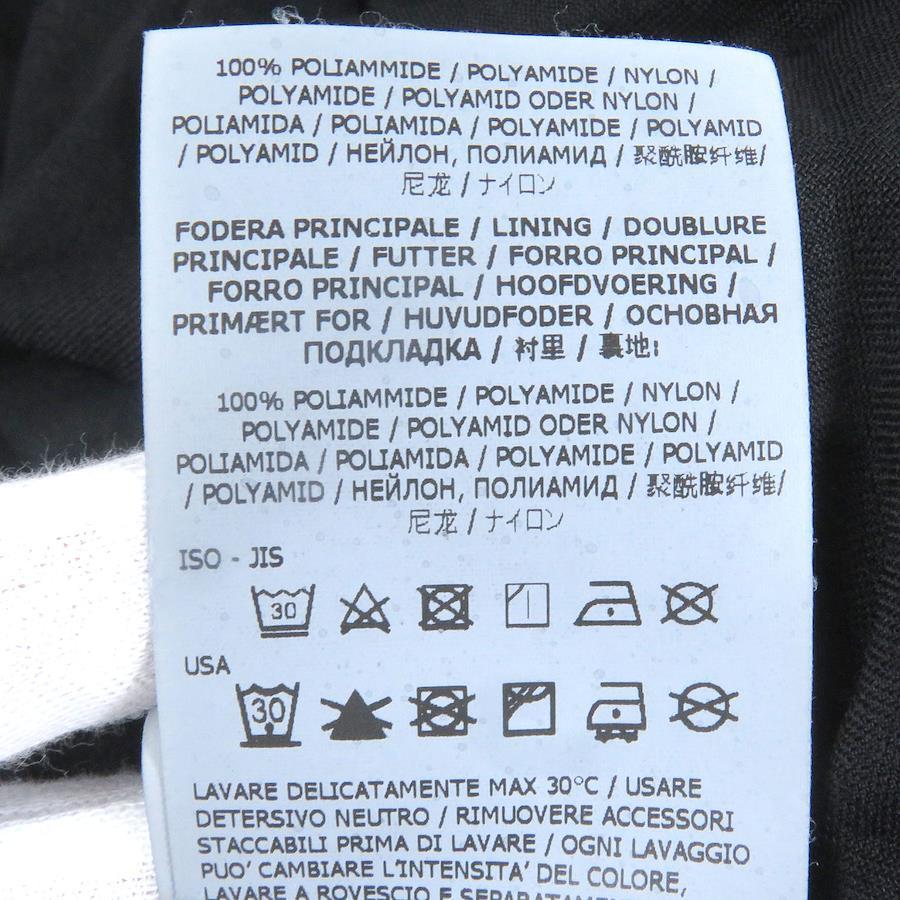 100% POLIAMMIDE / POLYAMIDE / NYLON /
POLYAMIDE / POLYAMID ODER NYLON /
POLIAMIDA / POLIAMIDA / POLYAMIDE / POLYAMID
/ POLYAMID / НЕЙЛОН, ПОЛИАМИД / 聚酰胺纤维/
尼龙 / ナイロン
FODERA PRINCIPALE / LINING / DOUBLURE
PRINCIPALE / FUTTER / FORRO PRINCIPAL /
FORRO PRINCIPAL / HOOFDVOERING /
PRIMÆRT FOR / HUVUDFODER / ОСНОВНАЯ
ПОДКЛАДКА / 衬里 / 裏地:
100% POLIAMMIDE / POLYAMIDE / NYLON /
POLYAMIDE / POLYAMID ODER NYLON /
POLIAMIDA / POLIAMIDA / POLYAMIDE / POLYAMID
/ POLYAMID / НЕЙЛОН, ПОЛИАМИД / 聚酰胺纤维/
尼龙 / ナイロン
ISO - JIS
30
USA
30
LAVARE DELICATAMENTE MAX 30°C / USARE
DETERSIVO NEUTRO / RIMUOVERE ACCESSORI
STACCABILI PRIMA DI LAVARE / OGNI LAVAGGIO
PUO' CAMBIARE L'INTENSITA' DEL COLORE,
LAVARE A ROVESCIO E SEPARATAMENTE